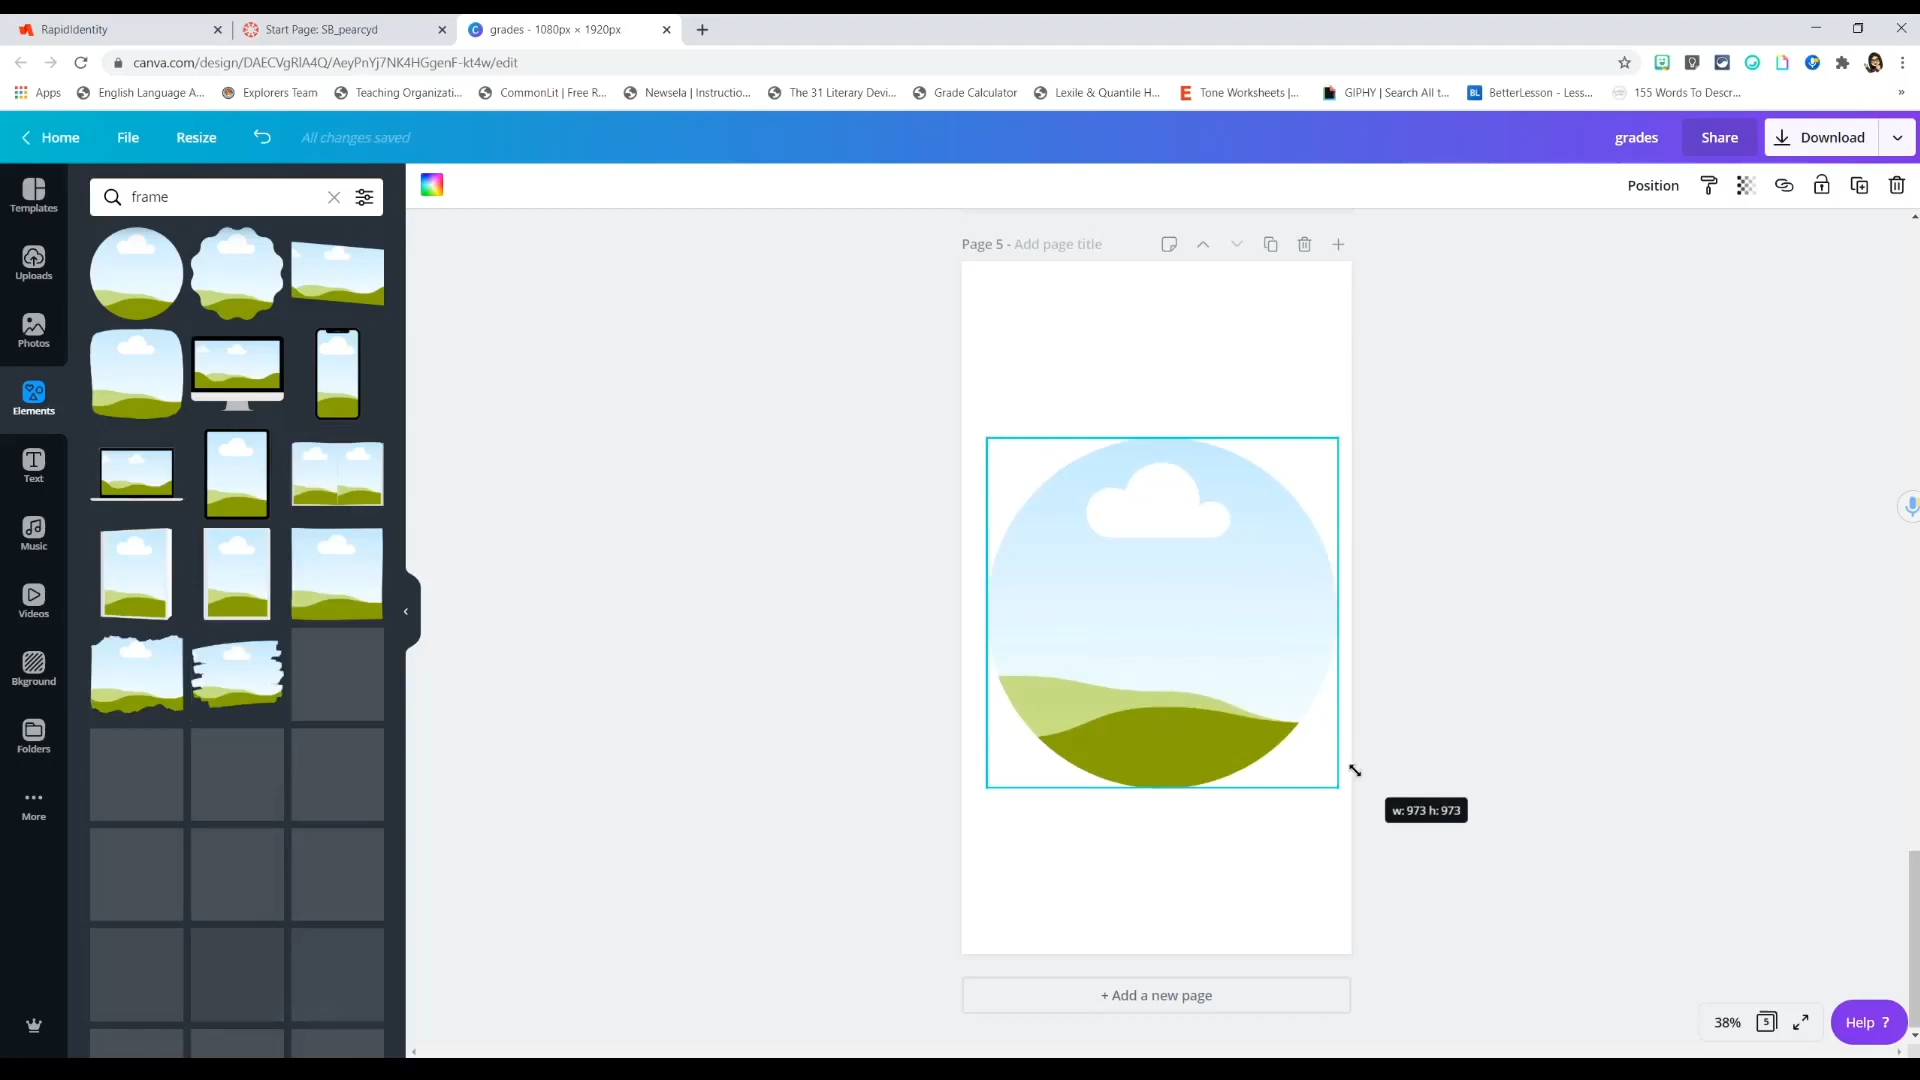 RapidIdentity
Start Page: SB_pearcyd
grades - 1080px × 1920px
canva.com/design/DAECVgRlA4Q/AeyPnYj7NK4HGgenF-kt4w/edit
Apps
English Language A...
Explorers Team
Teaching Organizati...
CommonLit | Free R...
Newsela | Instructio...
The 31 Literary Devi...
Grade Calculator
Lexile & Quantile H...
Tone Worksheets |...
GIPHY | Search All t...
BetterLesson - Less...
155 Words To Descr...
Home
File
Resize
All changes saved
grades
Share
Download
Templates
frame
Position
Page 5 - Add page title
Uploads
Photos
Elements
Text
Music
Videos
Bkground
Folders
More
w: 973 h: 973
+ Add a new page
38%
5
Help ?